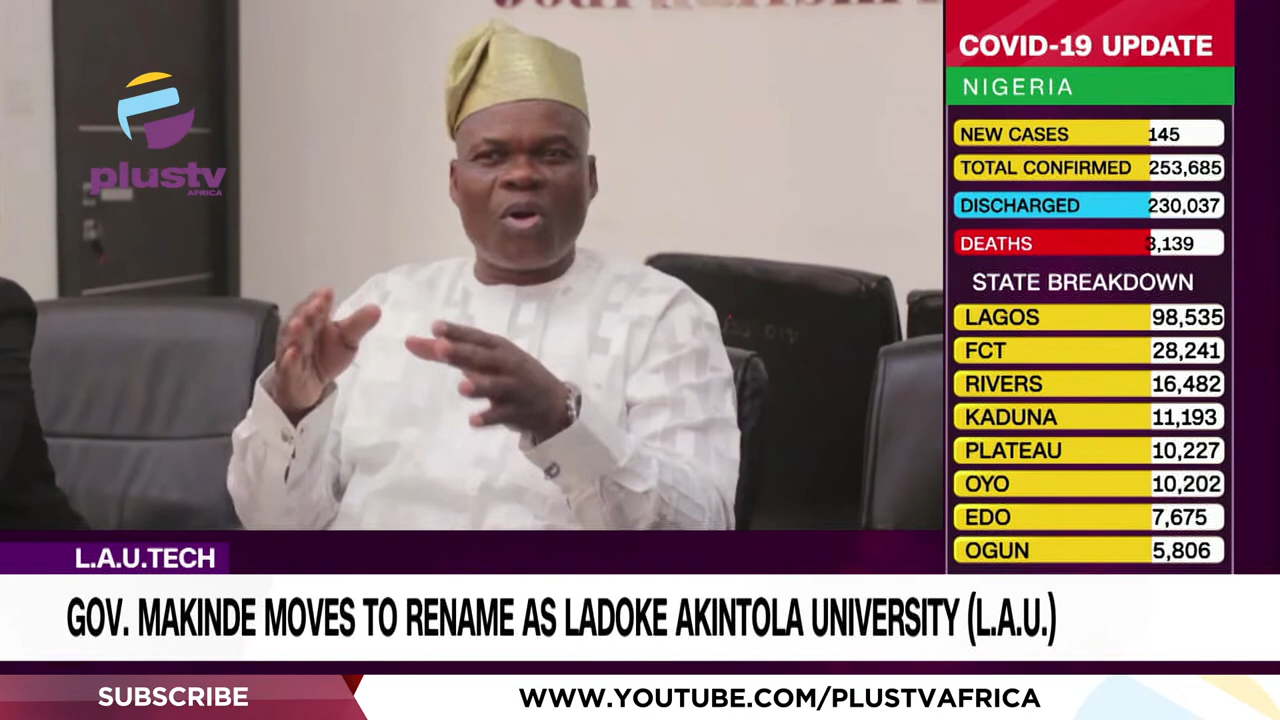 plustv
AFRICA
COVID-19 UPDATE
NIGERIA
NEW CASES 145
TOTAL CONFIRMED 253,685
DISCHARGED 230,037
DEATHS 3,139
STATE BREAKDOWN
LAGOS 98,535
FCT 28,241
RIVERS 16,482
KADUNA 11,193
PLATEAU 10,227
OYO 10,202
EDO 7,675
OGUN 5,806
L.A.U.TECH
GOV. MAKINDE MOVES TO RENAME AS LADOKE AKINTOLA UNIVERSITY (L.A.U.)
SUBSCRIBE
WWW.YOUTUBE.COM/PLUSTVAFRICA